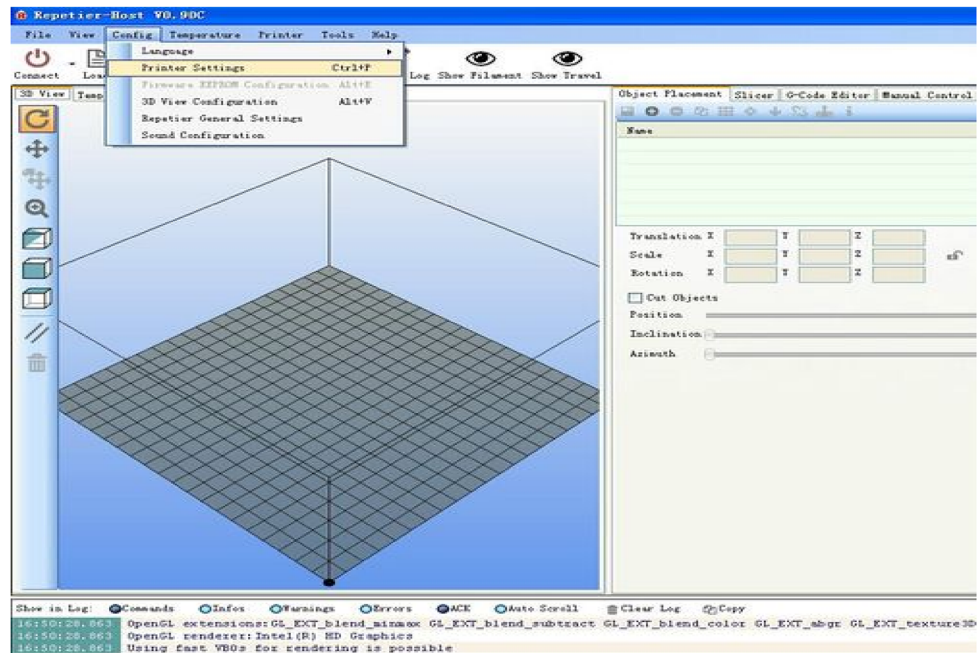 Repetier-Host V0.90C
File View Config Temperature Printer Tools Help
Language
Printer Settings Ctrl+P
Firmware EEPROM Configuration Alt+E
3D View Configuration Alt+V
Repetier General Settings
Sound Configuration
Connect Loa Log Show Filament Show Travel
3D View Temp
Object Placement Slicer G-Code Editor Manual Control
Name
Translation X Y Z
Scale X Y Z
Rotation X Y Z
Cut Objects
Position
Inclination
Azimuth
Show in Log: Commands Infos Warnings Errors ACK Auto Scroll Clear Log Copy
16:50:28.863 OpenGL extensions:GL_EXT_blend_minmax GL_EXT_blend_subtract GL_EXT_blend_color GL_EXT_abgr GL_EXT_texture3D
16:50:28.863 OpenGL renderer:Intel(R) HD Graphics
16:50:28.863 Using fast VBOs for rendering is possible